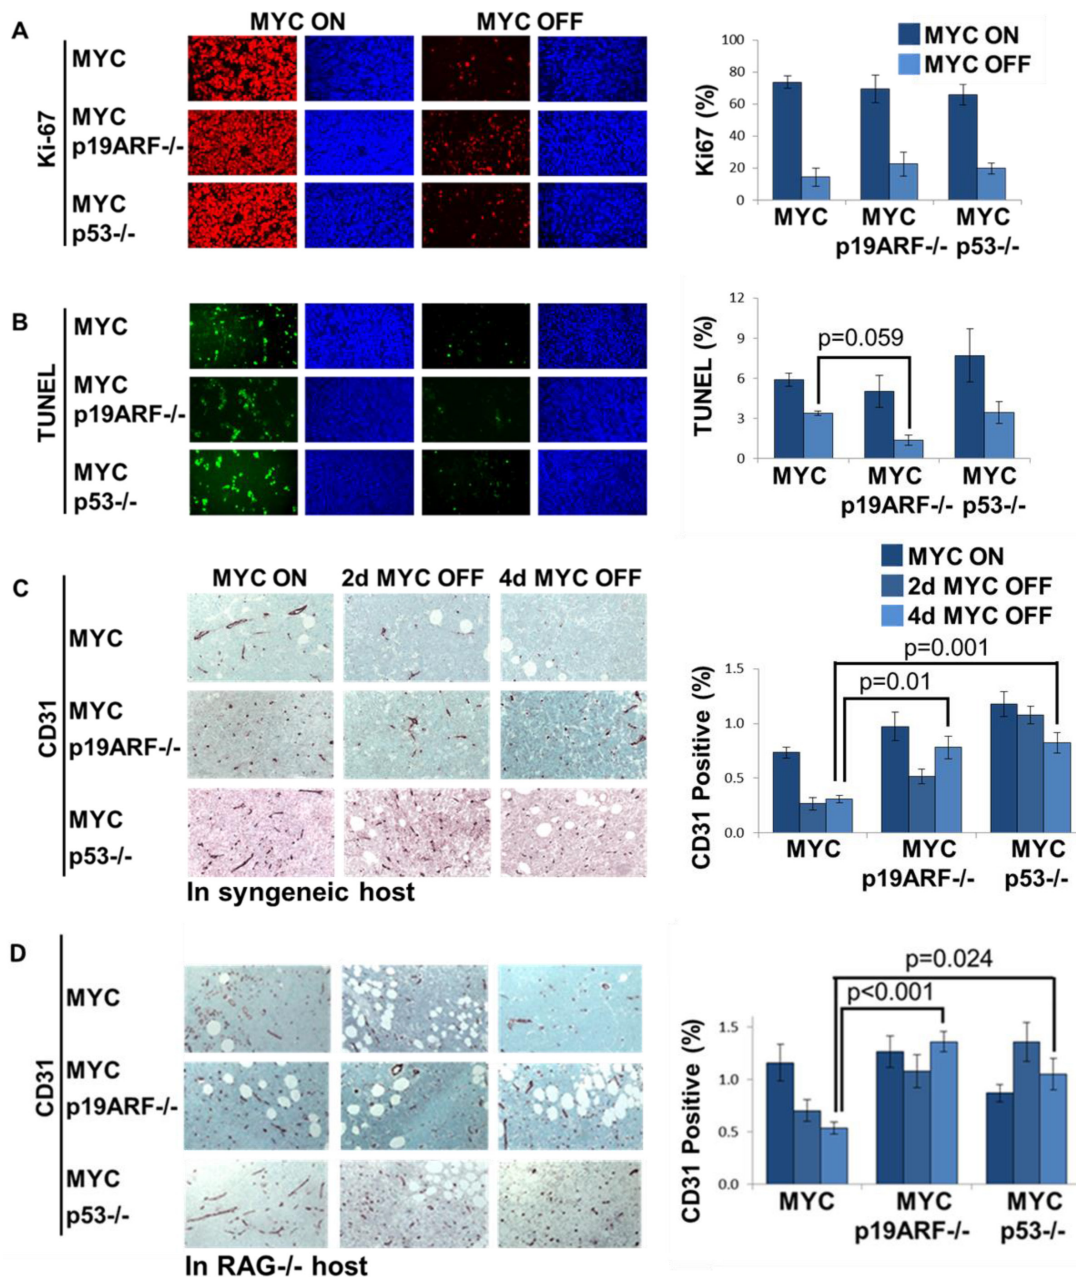 A
MYC ON
MYC OFF
Ki-67
MYC
MYC
p19ARF-/-
MYC
p53-/-
MYC ON
MYC OFF
Ki67 (%)
100
80
60
40
20
0
MYC
MYC
p19ARF-/-
MYC
p53-/-
B
TUNEL
MYC
MYC
p19ARF-/-
MYC
p53-/-
TUNEL (%)
12
9
6
3
0
p=0.059
MYC
MYC
p19ARF-/-
MYC
p53-/-
C
MYC ON
2d MYC OFF
4d MYC OFF
CD31
MYC
MYC
p19ARF-/-
MYC
p53-/-
In syngeneic host
MYC ON
2d MYC OFF
4d MYC OFF
CD31 Positive (%)
1.5
1.0
0.5
0.0
p=0.001
p=0.01
MYC
MYC
p19ARF-/-
MYC
p53-/-
D
CD31
MYC
MYC
p19ARF-/-
MYC
p53-/-
In RAG-/- host
CD31 Positive (%)
1.5
1.0
0.5
0.0
p=0.024
p<0.001
MYC
MYC
p19ARF-/-
MYC
p53-/-